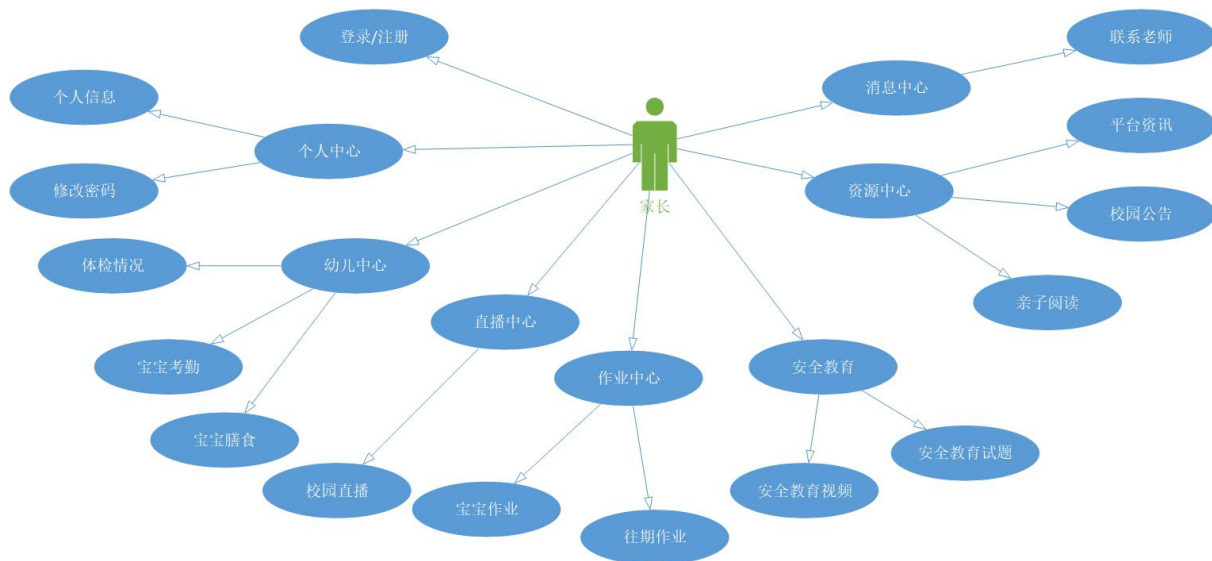 登录/注册
联系老师
消息中心
个人信息
平台资讯
个人中心
修改密码
资源中心
家长
校园公告
体检情况
幼儿中心
亲子阅读
直播中心
宝宝考勤
作业中心
安全教育
宝宝膳食
安全教育试题
校园直播
安全教育视频
宝宝作业
往期作业